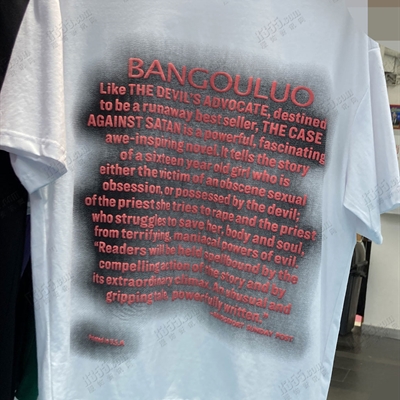 BANGOULUO
Like THE DEVIL'S ADVOCATE, destined
to be a runaway best seller, THE CASE
AGAINST SATAN is a powerful, fascinating
awe-inspiring novel. It tells the story
of a sixteen year old girl who is
either the victim of an obscene sexual
obsession, or possessed by the devil;
of the priest she tries to rape and the priest
who struggles to save her, body and soul,
from terrifying, maniacal powers of evil.
"Readers will be held spellbound by the
compelling action of the story and by
its extraordinary climax. An unusual and
gripping tale, powerfully written."